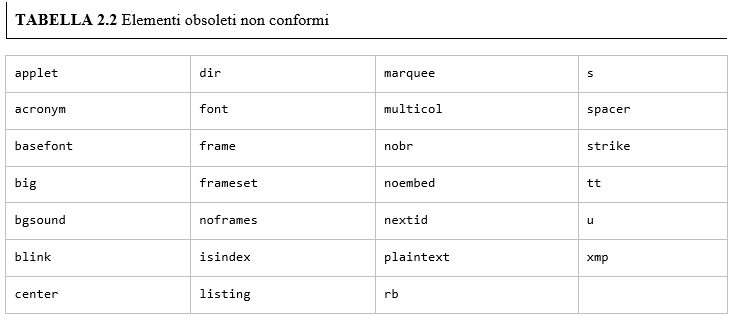 TABELLA 2.2 Elementi obsoleti non conformi
applet dir marquee s
acronym font multicol spacer
basefont frame nobr strike
big frameset noembed tt
bgsound noframes nextid u
blink isindex plaintext xmp
center listing rb